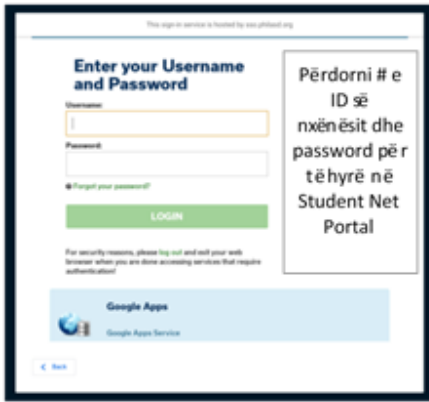 This sign-in service is hosted by sso.philasd.org
Enter your Username
and Password
Username:
Password:
Forgot your password?
LOGIN
For security reasons, please log out and exit your web
browser when you are done accessing services that require
authentication!
Google Apps
Google Apps Service
Back
Përdorni # e
ID së
nxënësit dhe
password për
të hyrë në
Student Net
Portal